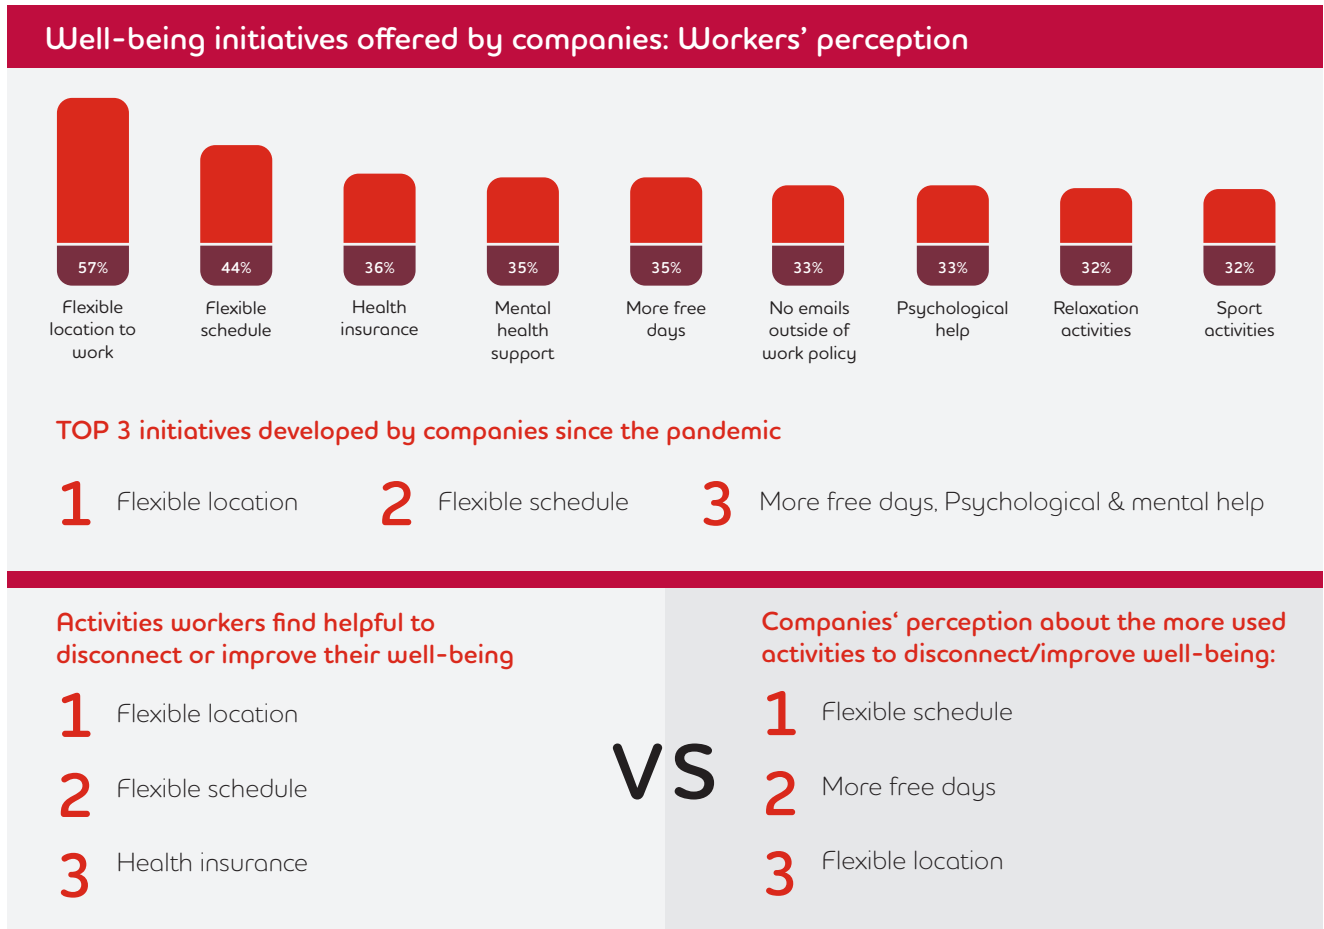 Well-being initiatives offered by companies: Workers’ perception
57%
44%
36%
35%
35%
33%
33%
32%
32%
Flexible
location to
work
Flexible
schedule
Health
insurance
Mental
health
support
More free
days
No emails
outside of
work policy
Psychological
help
Relaxation
activities
Sport
activities
TOP 3 initiatives developed by companies since the pandemic
1 Flexible location
2 Flexible schedule
3 More free days, Psychological & mental help
Activities workers find helpful to
disconnect or improve their well-being
1 Flexible location
2 Flexible schedule
3 Health insurance
VS
Companies‘ perception about the more used
activities to disconnect/improve well-being:
1 Flexible schedule
2 More free days
3 Flexible location